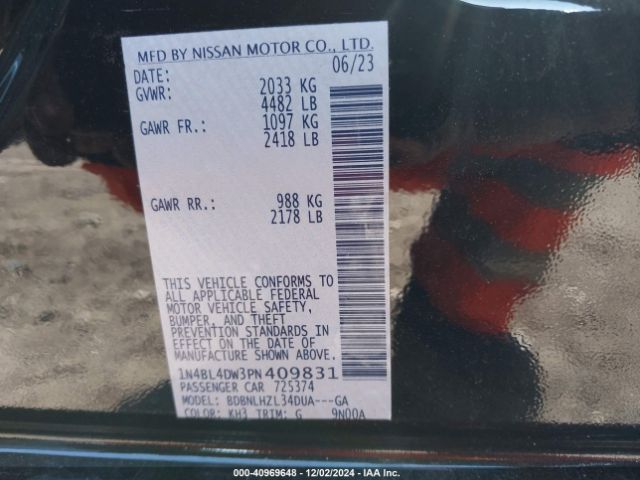 MFD BY NISSAN MOTOR CO., LTD.
DATE: 06/23
GVWR: 2033 KG
4482 LB
GAWR FR.: 1097 KG
2418 LB
GAWR RR.: 988 KG
2178 LB
THIS VEHICLE CONFORMS TO
ALL APPLICABLE FEDERAL
MOTOR VEHICLE SAFETY,
BUMPER, AND THEFT
PREVENTION STANDARDS IN
EFFECT ON THE DATE OF
MANUFACTURE SHOWN ABOVE.
1N4BL4DW3PN409831
PASSENGER CAR 725374
MODEL: BDBNLHZL34DUA---GA
COLOR: KH3 TRIM: G 9N00A
000-40969648 - 12/02/2024 - IAA Inc.